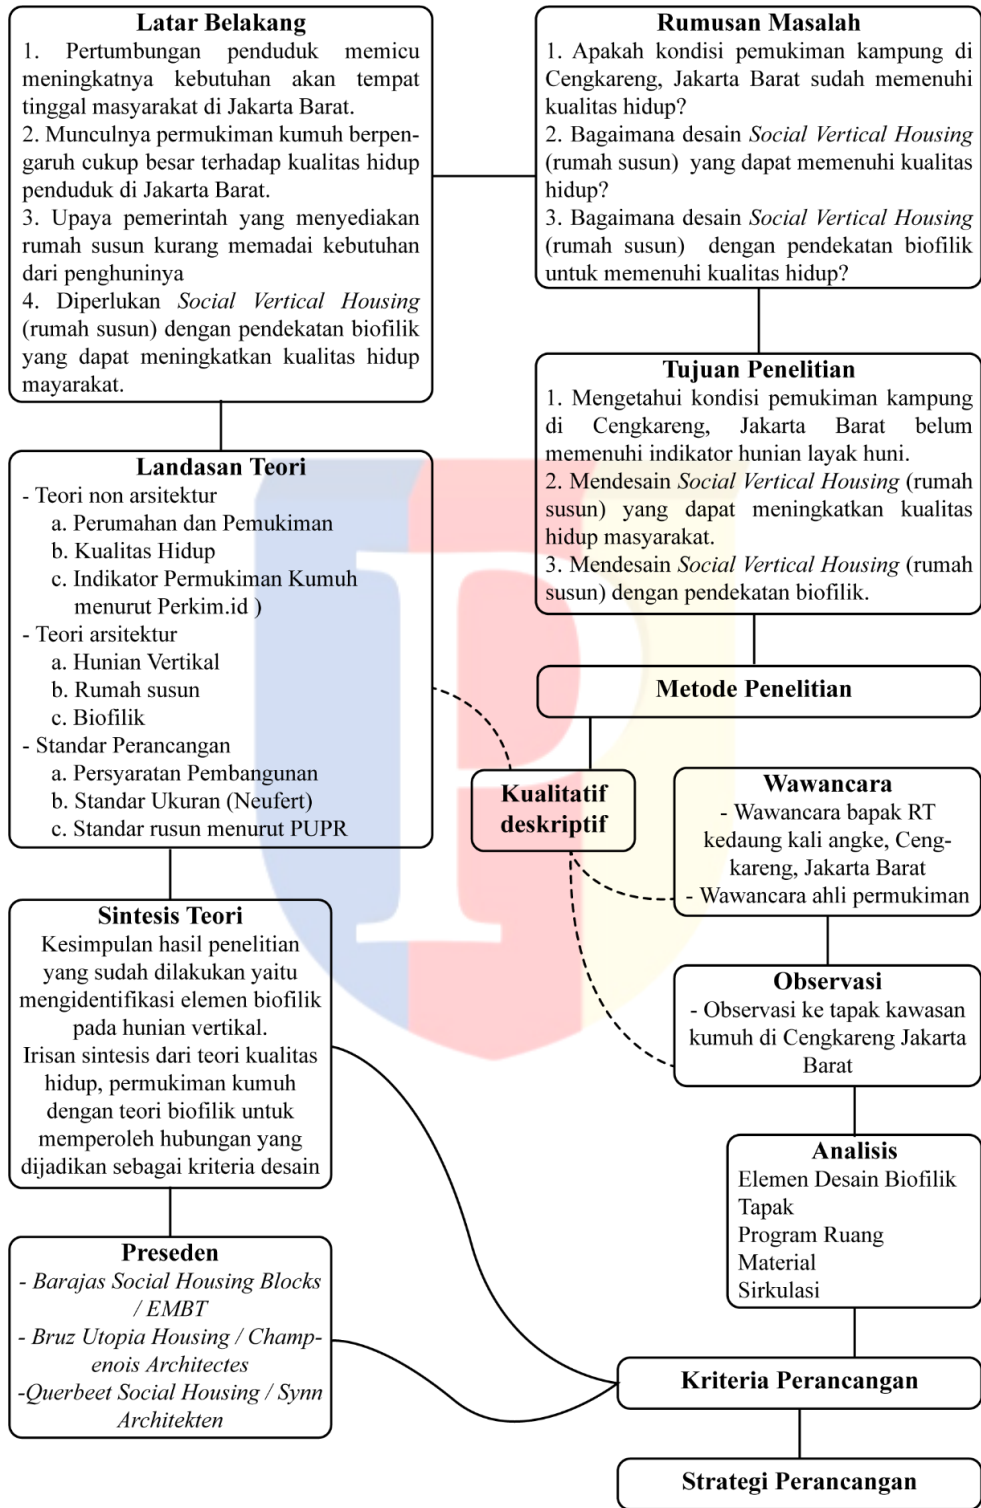 Latar Belakang
1. Pertumbungan penduduk memicu
meningkatnya kebutuhan akan tempat
tinggal masyarakat di Jakarta Barat.
2. Munculnya permukiman kumuh berpen-
garuh cukup besar terhadap kualitas hidup
penduduk di Jakarta Barat.
3. Upaya pemerintah yang menyediakan
rumah susun kurang memadai kebutuhan
dari penghuninya
4. Diperlukan Social Vertical Housing
(rumah susun) dengan pendekatan biofilik
yang dapat meningkatkan kualitas hidup
mayarakat.
Rumusan Masalah
1. Apakah kondisi pemukiman kampung di
Cengkareng, Jakarta Barat sudah memenuhi
kualitas hidup?
2. Bagaimana desain Social Vertical Housing
(rumah susun) yang dapat memenuhi kualitas
hidup?
3. Bagaimana desain Social Vertical Housing
(rumah susun) dengan pendekatan biofilik
untuk memenuhi kualitas hidup?
Tujuan Penelitian
1. Mengetahui kondisi pemukiman kampung
di Cengkareng, Jakarta Barat belum
memenuhi indikator hunian layak huni.
2. Mendesain Social Vertical Housing (rumah
susun) yang dapat meningkatkan kualitas
hidup masyarakat.
3. Mendesain Social Vertical Housing (rumah
susun) dengan pendekatan biofilik.
Landasan Teori
- Teori non arsitektur
a. Perumahan dan Pemukiman
b. Kualitas Hidup
c. Indikator Permukiman Kumuh
menurut Perkim.id )
- Teori arsitektur
a. Hunian Vertikal
b. Rumah susun
c. Biofilik
- Standar Perancangan
a. Persyaratan Pembangunan
b. Standar Ukuran (Neufert)
c. Standar rusun menurut PUPR
Metode Penelitian
Kualitatif
deskriptif
Wawancara
- Wawancara bapak RT
kedaung kali angke, Ceng-
kareng, Jakarta Barat
- Wawancara ahli permukiman
Sintesis Teori
Kesimpulan hasil penelitian
yang sudah dilakukan yaitu
mengidentifikasi elemen biofilik
pada hunian vertikal.
Irisan sintesis dari teori kualitas
hidup, permukiman kumuh
dengan teori biofilik untuk
memperoleh hubungan yang
dijadikan sebagai kriteria desain
Observasi
- Observasi ke tapak kawasan
kumuh di Cengkareng Jakarta
Barat
Analisis
Elemen Desain Biofilik
Tapak
Program Ruang
Material
Sirkulasi
Preseden
- Barajas Social Housing Blocks
/ EMBT
- Bruz Utopia Housing / Champ-
enois Architectes
-Querbeet Social Housing / Synn
Architekten
Kriteria Perancangan
Strategi Perancangan
P